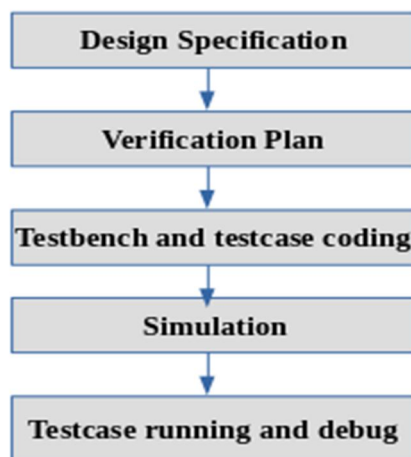 Design Specification
Verification Plan
Testbench and testcase coding
Simulation
Testcase running and debug